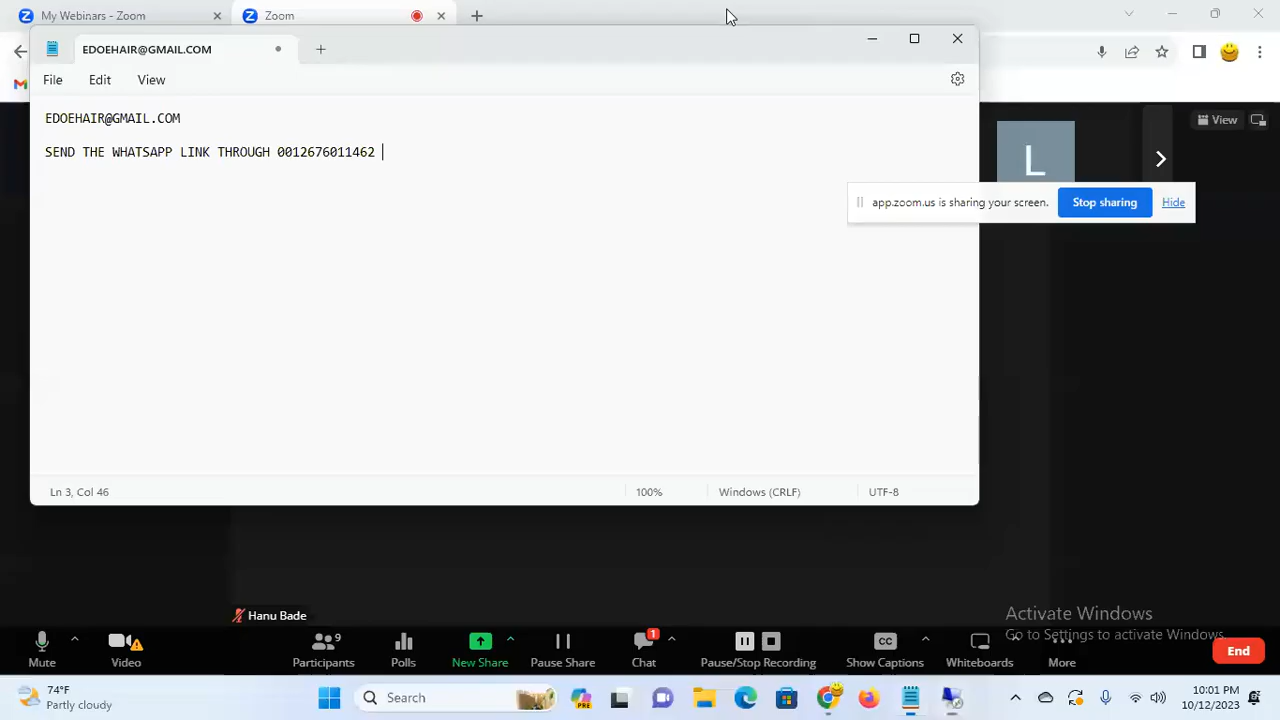 My Webinars - Zoom
Zoom
EDOEHAIR@GMAIL.COM
File Edit View
EDOEHAIR@GMAIL.COM
SEND THE WHATSAPP LINK THROUGH 0012676011462
View
L
app.zoom.us is sharing your screen. Stop sharing Hide
Ln 3, Col 46 100% Windows (CRLF) UTF-8
Hanu Bade
Activate Windows
Go to Settings to activate Windows.
9 1 CC
Mute Video Participants Polls New Share Pause Share Chat Pause/Stop Recording Show Captions Whiteboards More End
74°F
Partly cloudy
Search
PRE
10:01 PM
10/12/2023